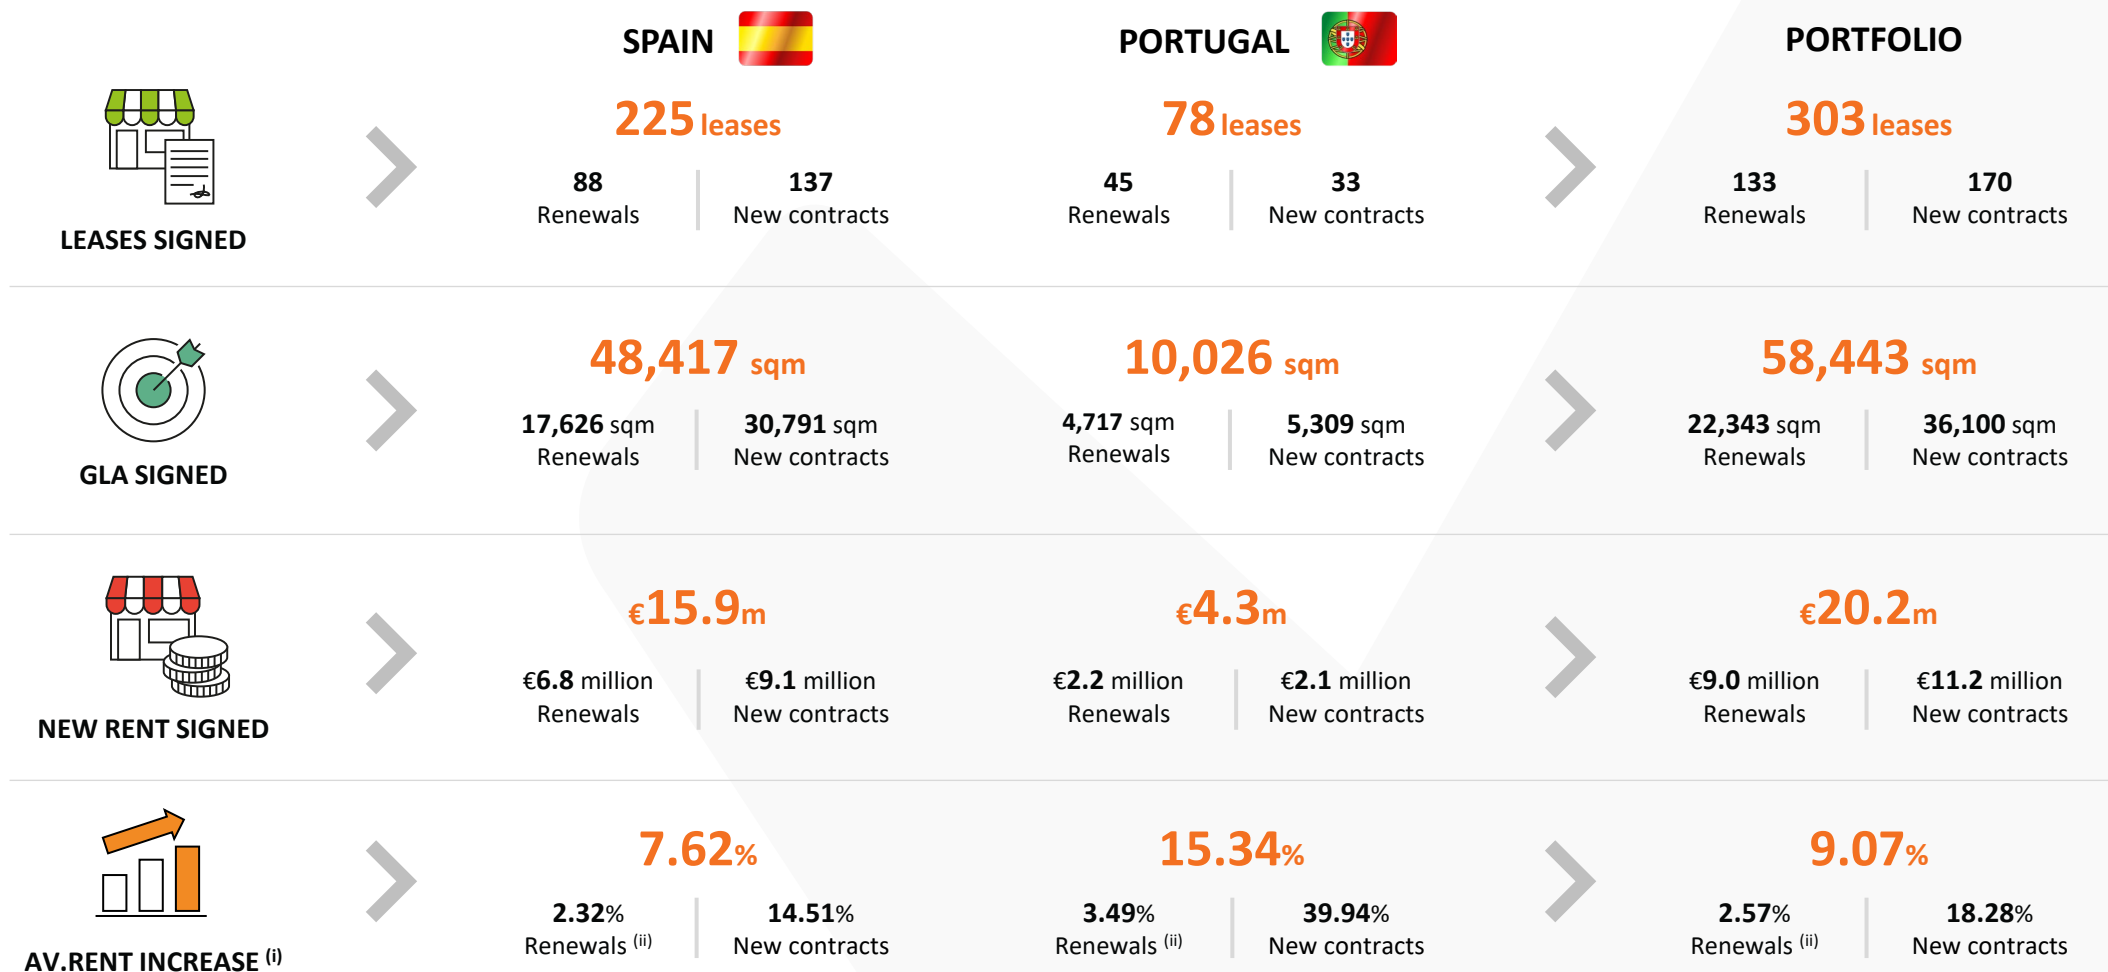 SPAIN
PORTUGAL
PORTFOLIO
LEASES SIGNED
225 leases
88
Renewals
137
New contracts
78 leases
45
Renewals
33
New contracts
303 leases
133
Renewals
170
New contracts
GLA SIGNED
48,417 sqm
17,626 sqm
Renewals
30,791 sqm
New contracts
10,026 sqm
4,717 sqm
Renewals
5,309 sqm
New contracts
58,443 sqm
22,343 sqm
Renewals
36,100 sqm
New contracts
NEW RENT SIGNED
€15.9m
€6.8 million
Renewals
€9.1 million
New contracts
€4.3m
€2.2 million
Renewals
€2.1 million
New contracts
€20.2m
€9.0 million
Renewals
€11.2 million
New contracts
AV.RENT INCREASE (i)
7.62%
2.32%
Renewals (ii)
14.51%
New contracts
15.34%
3.49%
Renewals (ii)
39.94%
New contracts
9.07%
2.57%
Renewals (ii)
18.28%
New contracts